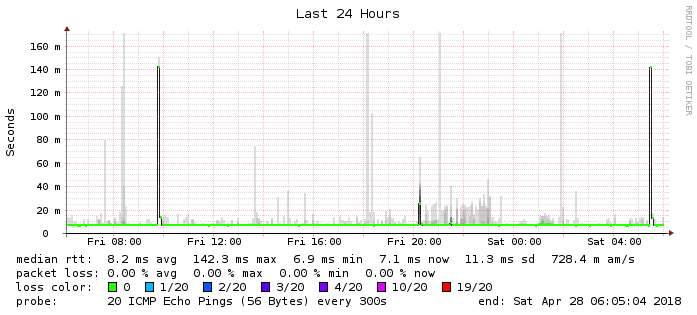 Last 24 Hours
RRDTOOL / TOBI OETIKER
Seconds
160 m
140 m
120 m
100 m
80 m
60 m
40 m
20 m
0
Fri 08:00 Fri 12:00 Fri 16:00 Fri 20:00 Sat 00:00 Sat 04:00
median rtt: 8.2 ms avg 142.3 ms max 6.9 ms min 7.1 ms now 11.3 ms sd 728.4 m am/s
packet loss: 0.00 % avg 0.00 % max 0.00 % min 0.00 % now
loss color: 0 1/20 2/20 3/20 4/20 10/20 19/20
probe: 20 ICMP Echo Pings (56 Bytes) every 300s end: Sat Apr 28 06:05:04 2018